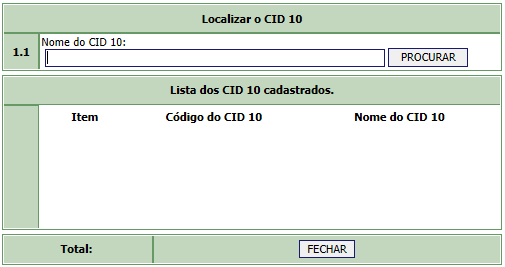 Localizar o CID 10
1.1
Nome do CID 10:
PROCURAR
Lista dos CID 10 cadastrados.
Item Código do CID 10 Nome do CID 10
Total: FECHAR